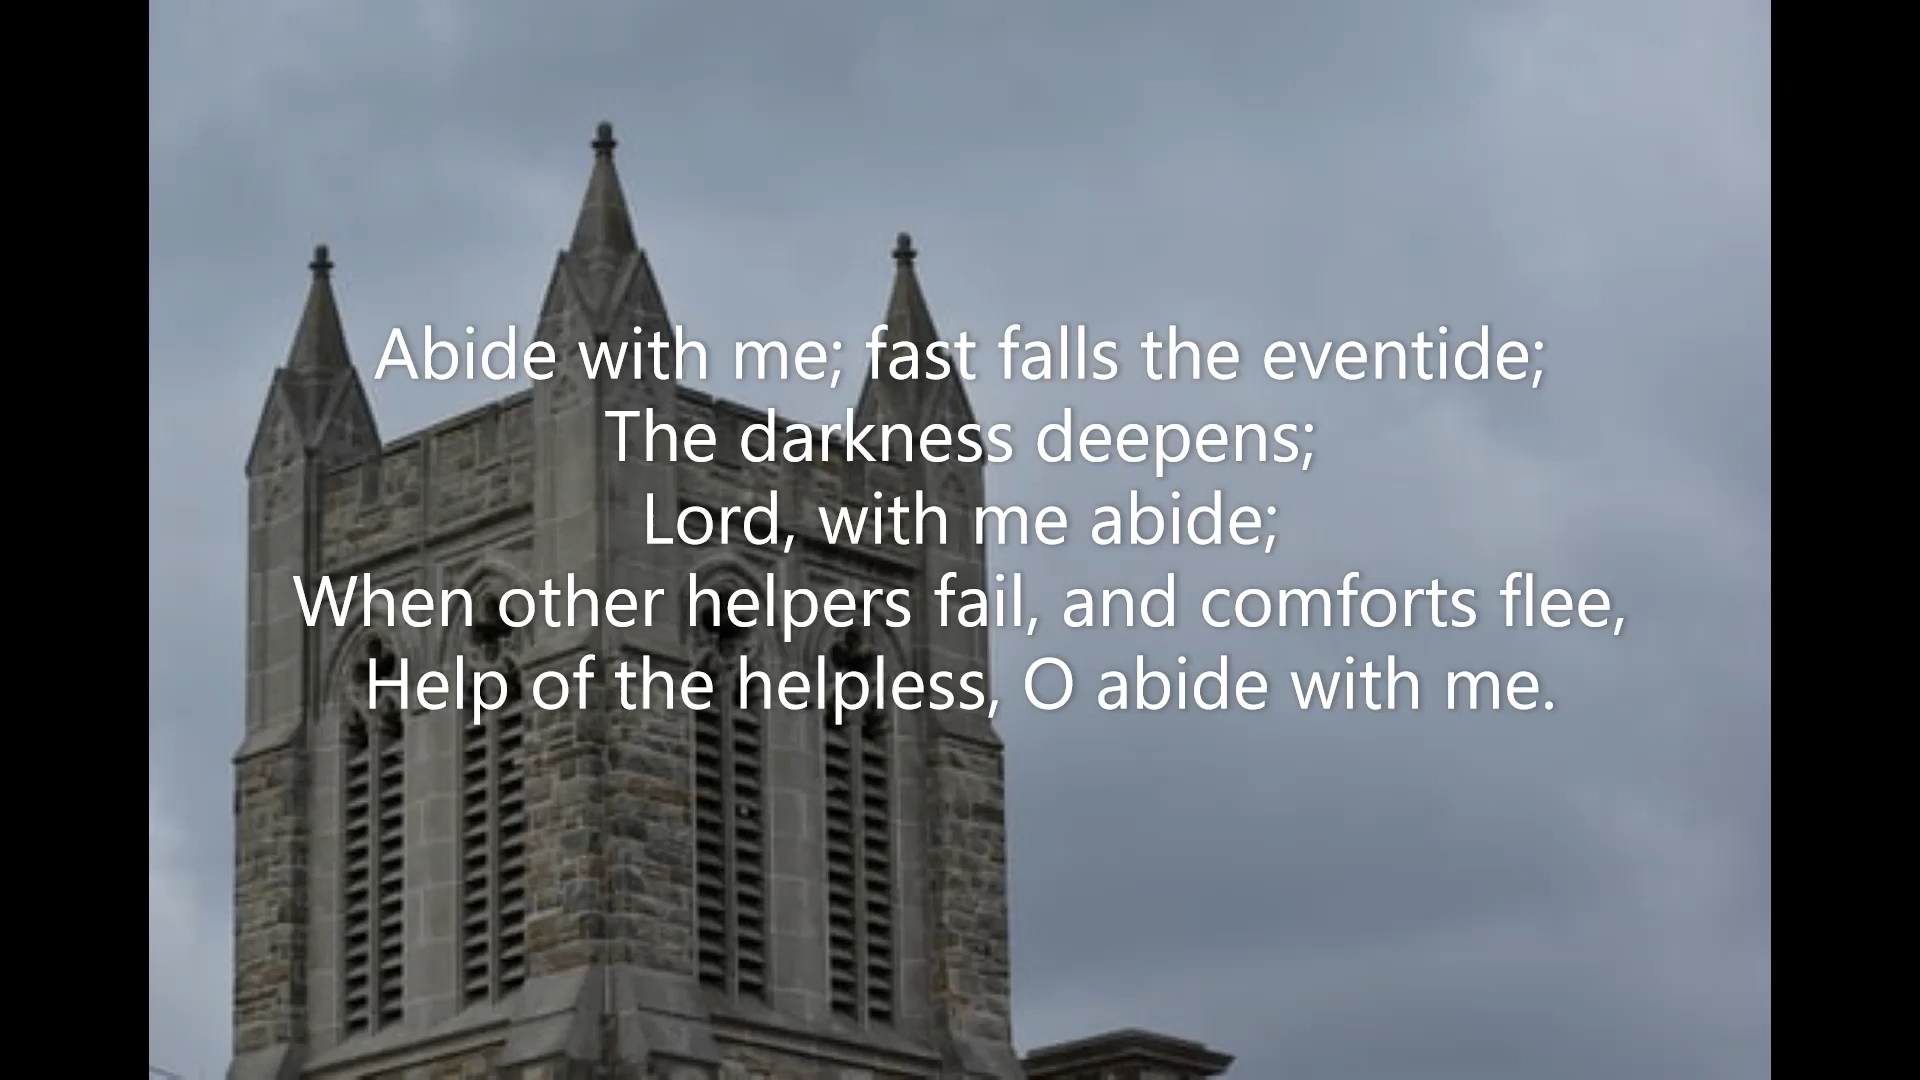 Abide with me; fast falls the eventide;
The darkness deepens;
Lord, with me abide;
When other helpers fail, and comforts flee,
Help of the helpless, O abide with me.